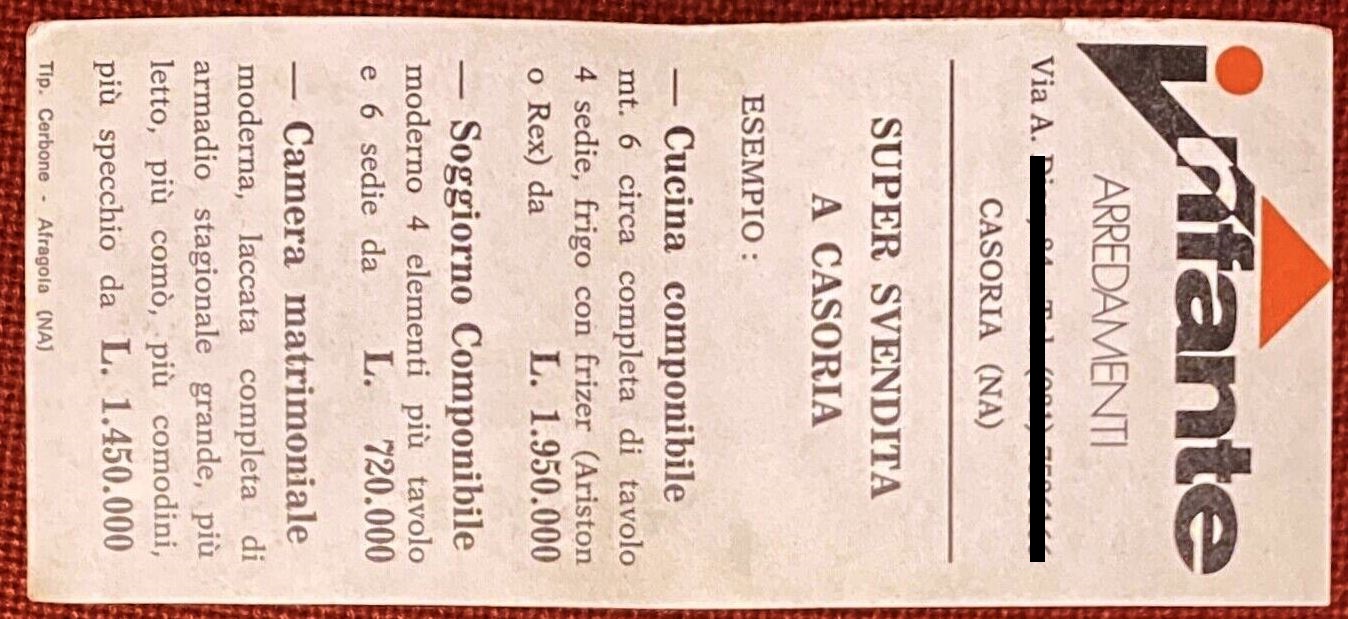 Irifante
ARREDAMENTI
Via A.
CASORIA (NA)
SUPER SVENDITA
A CASORIA
ESEMPIO :
— Cucina componibile
mt. 6 circa completa di tavolo
4 sedie, frigo con frizer (Ariston
o Rex) da L. 1.950.000
— Soggiorno Componibile
moderno 4 elementi più tavolo
e 6 sedie da L. 720.000
— Camera matrimoniale
moderna, laccata completa di
armadio stagionale grande, più
letto, più comò, più comodini,
più specchio da L. 1.450.000
Tip. Cerbone - Afragola (NA)